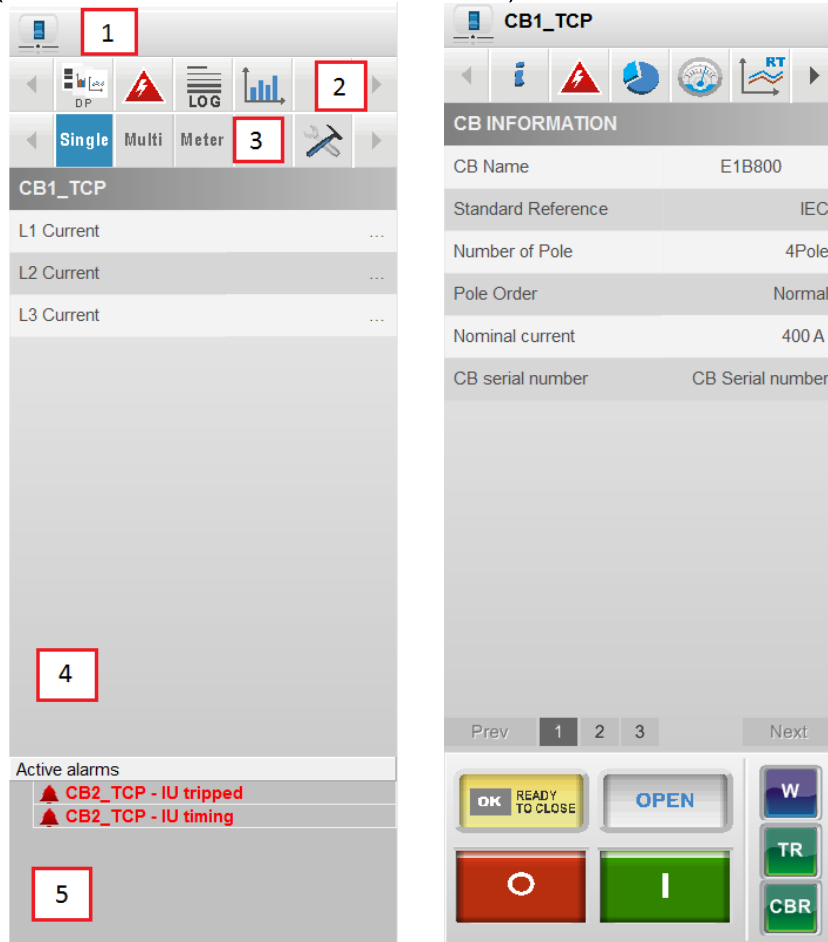 1
DP
LOG
2
Single Multi Meter 3
CB1_TCP
L1 Current ...
L2 Current ...
L3 Current ...
4
Active alarms
CB2_TCP - IU tripped
CB2_TCP - IU timing
5
CB1_TCP
i
RT
CB INFORMATION
CB Name E1B800
Standard Reference IEC
Number of Pole 4Pole
Pole Order Normal
Nominal current 400 A
CB serial number CB Serial number
Prev 1 2 3 Next
OK READY
TO CLOSE
OPEN
W
TR
O I
CBR